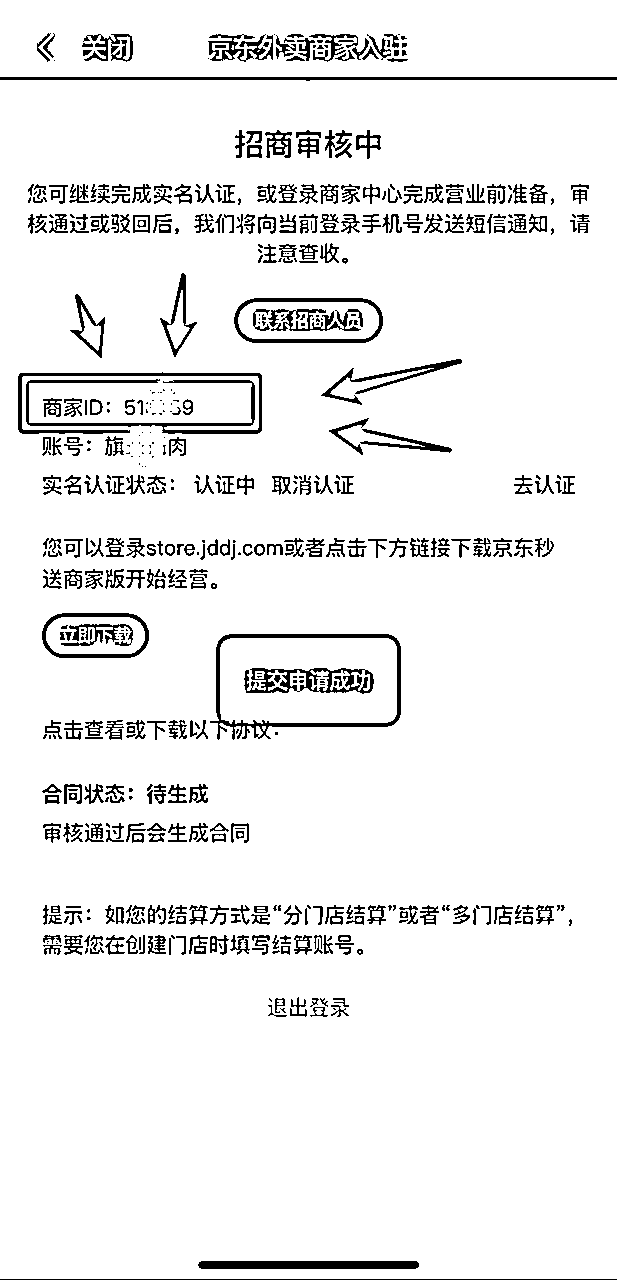 关闭 京东外卖商家入驻
招商审核中
您可继续完成实名认证，或登录商家中心完成营业前准备，审
核通过或驳回后，我们将向当前登录手机号发送短信通知，请
注意查收。
联系招商人员
商家ID：51 59
账号：旗 肉
实名认证状态： 认证中 取消认证 去认证
您可以登录store.jddj.com或者点击下方链接下载京东秒
送商家版开始经营。
立即下载
提交申请成功
点击查看或下载以下协议：
合同状态：待生成
审核通过后会生成合同
提示：如您的结算方式是“分门店结算”或者“多门店结算”，
需要您在创建门店时填写结算账号。
退出登录